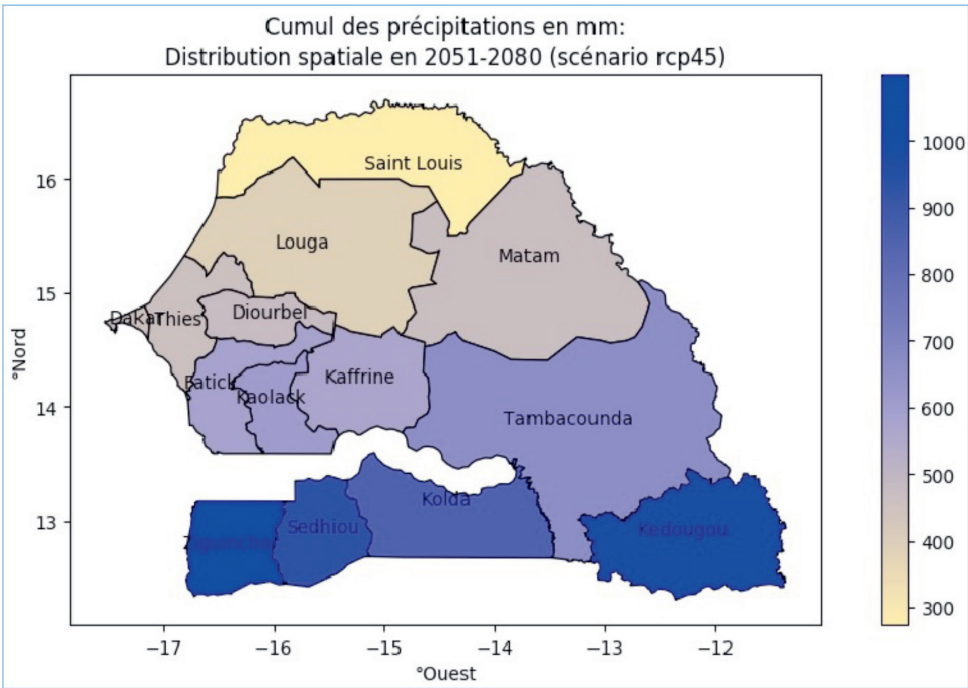 Cumul des précipitations en mm:
Distribution spatiale en 2051-2080 (scénario rcp45)
Saint Louis
Louga
Matam
Dakar
Thies
Diourbel
Fatick
Kaolack
Kaffrine
Tambacounda
Kolda
Sedhiou
Kedougou
16
15
14
13
°Nord
−17
−16
−15
−14
−13
−12
°Ouest
1000
900
800
700
600
500
400
300